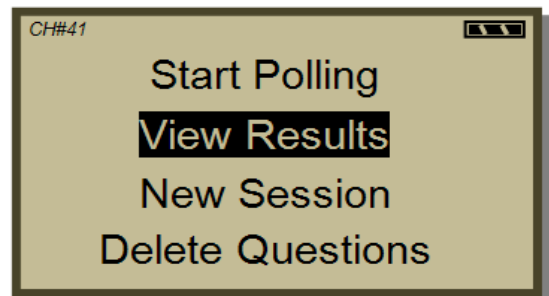 CH#41
Start Polling
View Results
New Session
Delete Questions